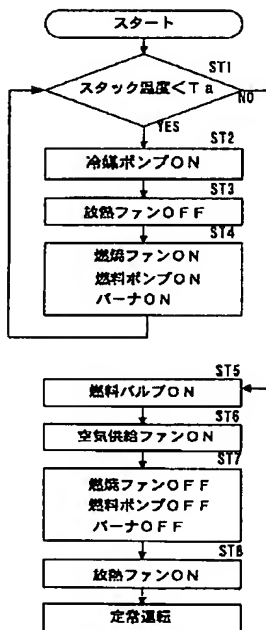 スタート
ST1
スタック温度<Ta
NO
YES
ST2
冷媒ポンプON
ST3
放熱ファンOFF
ST4
燃焼ファンON
燃料ポンプON
バーナON
ST5
燃料バルブON
ST6
空気供給ファンON
ST7
燃焼ファンOFF
燃料ポンプOFF
バーナOFF
ST8
放熱ファンON
定常運転